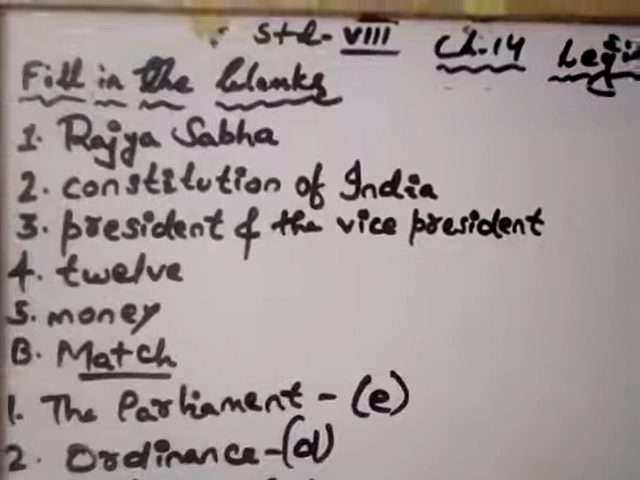 Std-VIII Ch.14
Fill in the blanks
1. Rajya Sabha
2. constitution of India
3. president & the vice president
4. twelve
5. money
B. Match
1. The Parliament - (e)
2. Ordinance-(d)